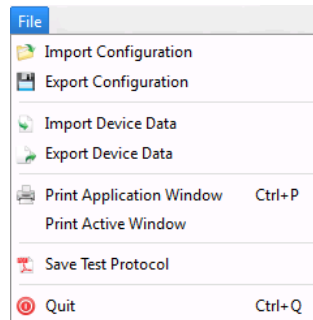 File
Import Configuration
Export Configuration
Import Device Data
Export Device Data
Print Application Window Ctrl+P
Print Active Window
Save Test Protocol
Quit Ctrl+Q